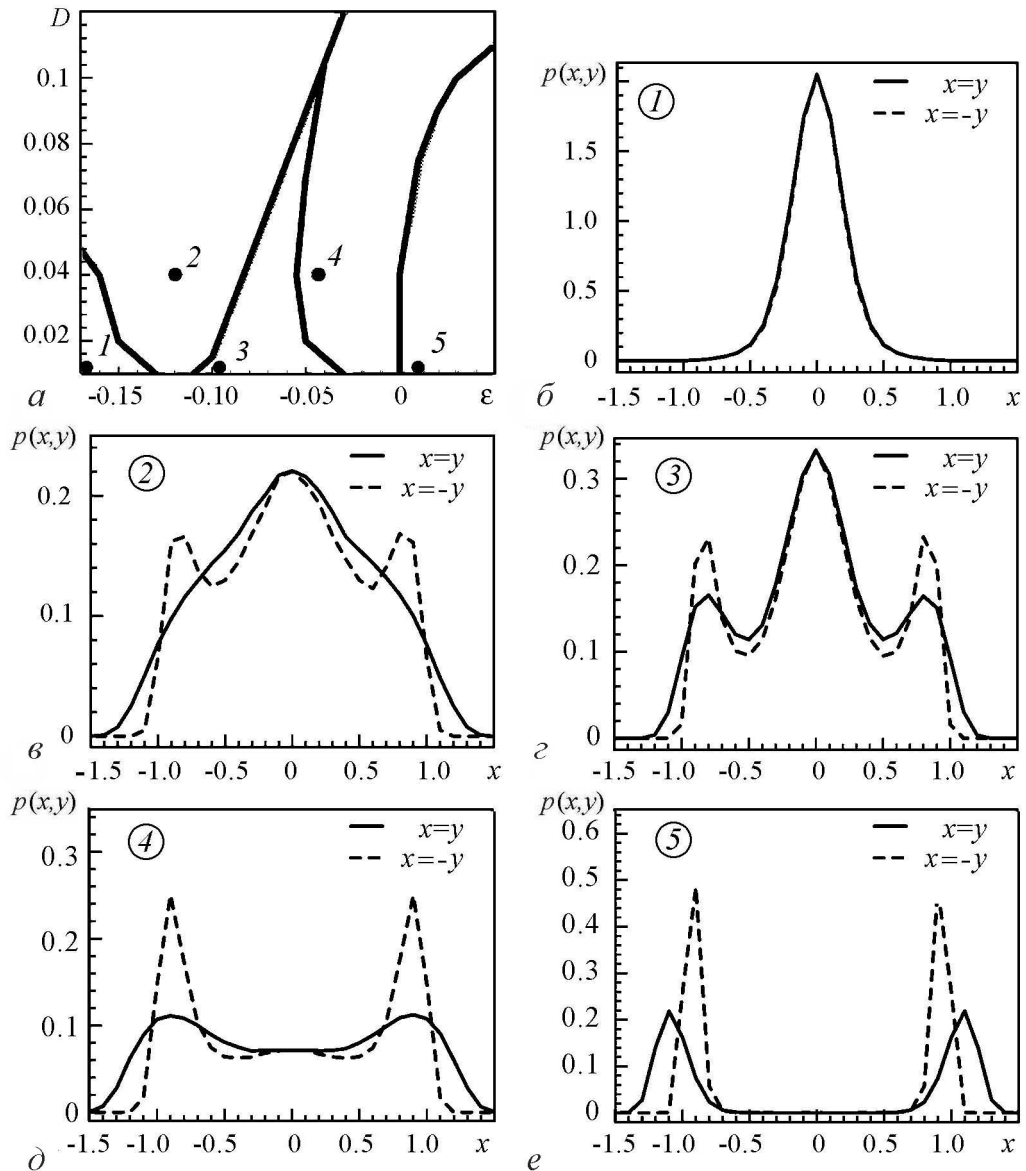 D
0.1
0.08
0.06
0.04
0.02
1
2
3
4
5
-0.15
-0.10
-0.05
0
ε
а
p(x,y)
1
x=y
x=-y
1.5
1.0
0.5
0
-1.5
-1.0
-0.5
0
0.5
1.0
x
б
p(x,y)
2
x=y
x=-y
0.2
0.1
0
-1.5
-1.0
-0.5
0
0.5
1.0
x
в
p(x,y)
3
x=y
x=-y
0.3
0.2
0.1
0
-1.5
-1.0
-0.5
0
0.5
1.0
x
г
p(x,y)
4
x=y
x=-y
0.3
0.2
0.1
0
-1.5
-1.0
-0.5
0
0.5
1.0
x
д
p(x,y)
5
x=y
x=-y
0.6
0.5
0.4
0.3
0.2
0.1
0
-1.5
-1.0
-0.5
0
0.5
1.0
x
е